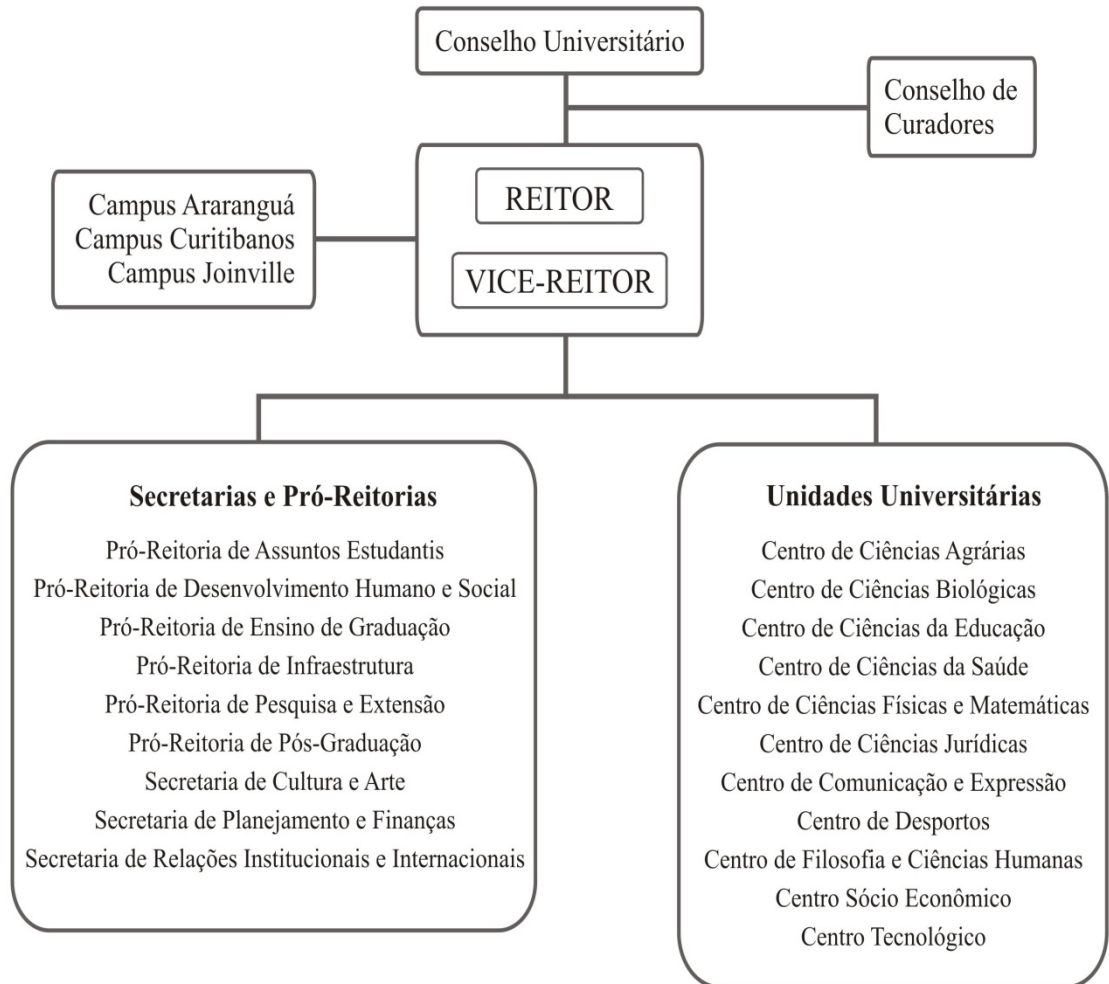 Conselho Universitário
Conselho de
Curadores
REITOR
VICE-REITOR
Campus Araranguá
Campus Curitibanos
Campus Joinville
Secretarias e Pró-Reitorias
Pró-Reitoria de Assuntos Estudantis
Pró-Reitoria de Desenvolvimento Humano e Social
Pró-Reitoria de Ensino de Graduação
Pró-Reitoria de Infraestrutura
Pró-Reitoria de Pesquisa e Extensão
Pró-Reitoria de Pós-Graduação
Secretaria de Cultura e Arte
Secretaria de Planejamento e Finanças
Secretaria de Relações Institucionais e Internacionais
Unidades Universitárias
Centro de Ciências Agrárias
Centro de Ciências Biológicas
Centro de Ciências da Educação
Centro de Ciências da Saúde
Centro de Ciências Físicas e Matemáticas
Centro de Ciências Jurídicas
Centro de Comunicação e Expressão
Centro de Desportos
Centro de Filosofia e Ciências Humanas
Centro Sócio Econômico
Centro Tecnológico